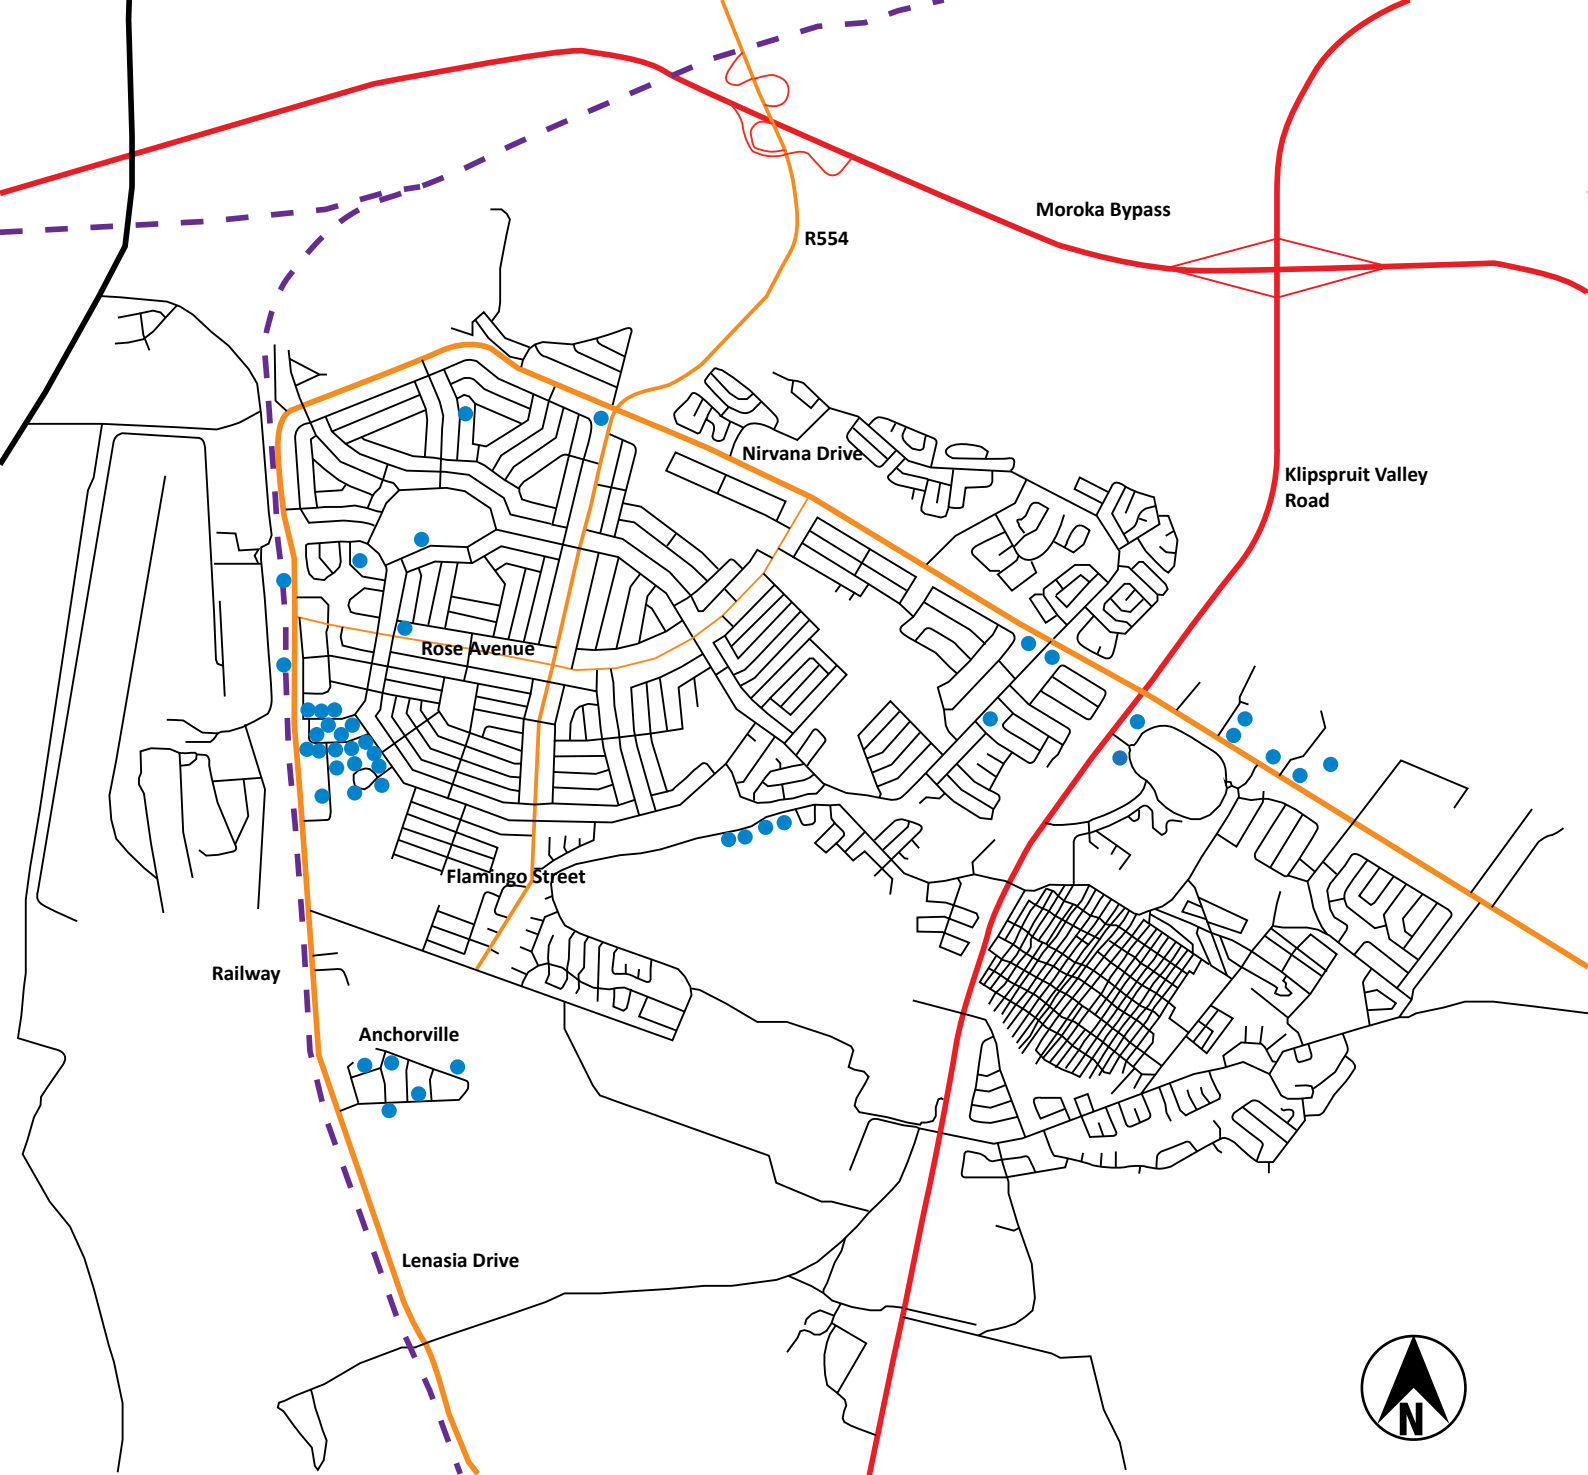 Moroka Bypass
R554
Nirvana Drive
Klipspruit Valley
Road
Rose Avenue
Flamingo Street
Railway
Anchorville
Lenasia Drive
N